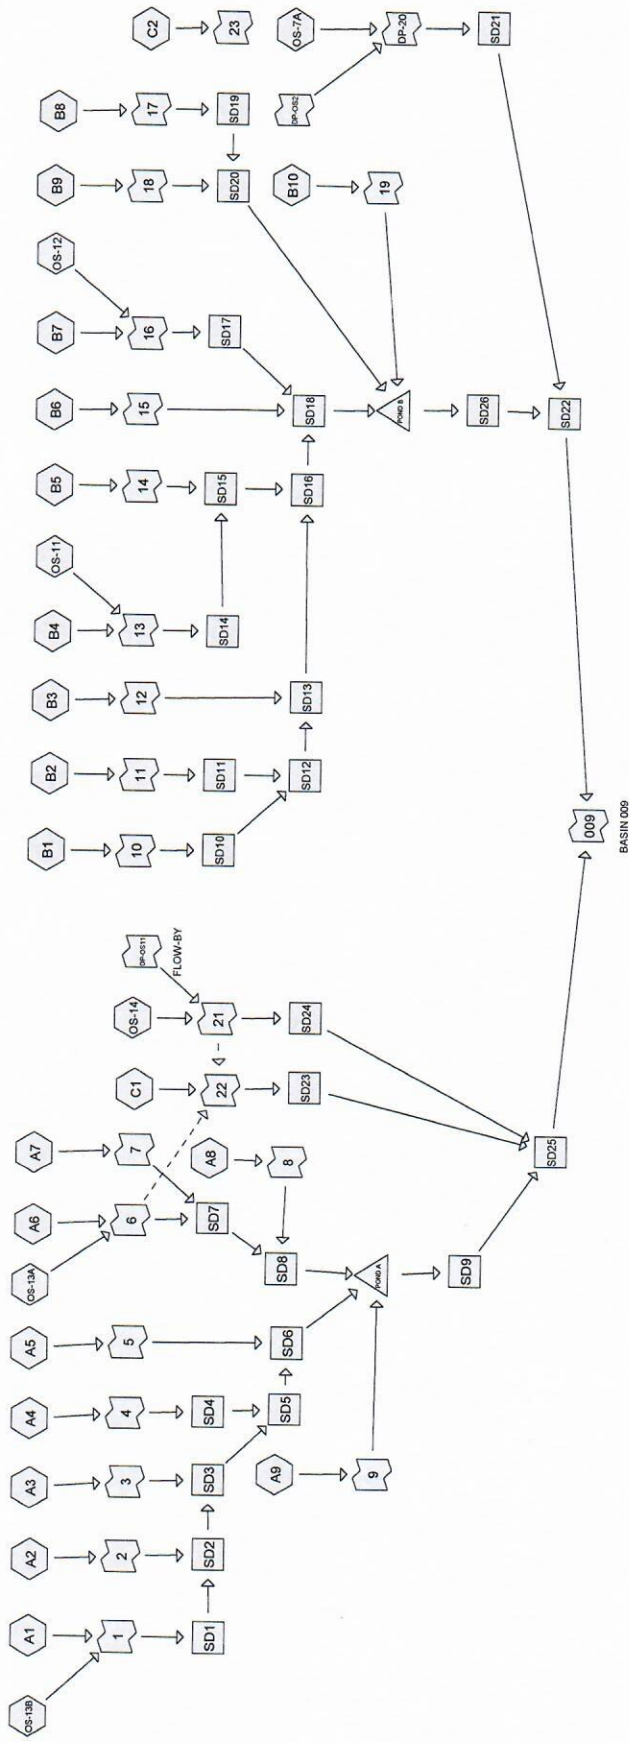 OS-13B
A1
A2
A3
A4
A5
OS-13A
A6
A7
B1
B2
B3
B4
OS-11
B5
B6
B7
OS-12
B9
B8
1
2
3
4
5
6
7
C1
OS-14
DP-OS11
FLOW-BY
10
11
12
13
14
15
16
18
17
C2
SD1
SD2
SD3
SD4
SD7
A8
22
21
SD10
SD11
SD14
SD15
SD17
SD20
SD19
23
A9
SD5
SD6
SD8
8
SD23
SD24
SD12
SD13
SD16
SD18
B10
DP-OS2
OS-7A
9
POND A
POND B
19
DP-20
SD9
SD26
SD21
SD25
SD22
009
BASIN 009